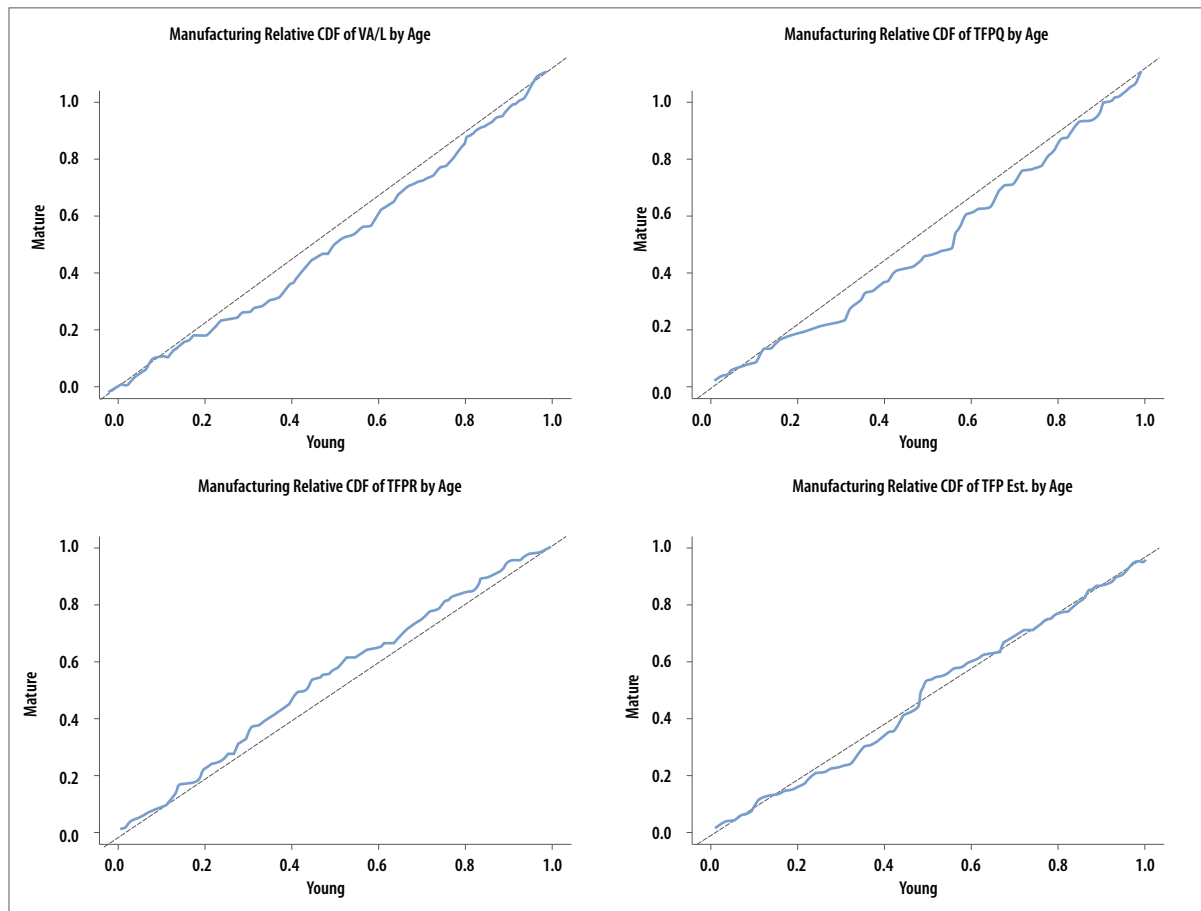 Manufacturing Relative CDF of VA/L by Age
Mature
1.0
0.8
0.6
0.4
0.2
0.0
0.0 0.2 0.4 0.6 0.8 1.0
Young
Manufacturing Relative CDF of TFPQ by Age
Mature
1.0
0.8
0.6
0.4
0.2
0.0
0.0 0.2 0.4 0.6 0.8 1.0
Young
Manufacturing Relative CDF of TFPR by Age
Mature
1.0
0.8
0.6
0.4
0.2
0.0
0.0 0.2 0.4 0.6 0.8 1.0
Young
Manufacturing Relative CDF of TFP Est. by Age
Mature
1.0
0.8
0.6
0.4
0.2
0.0
0.0 0.2 0.4 0.6 0.8 1.0
Young